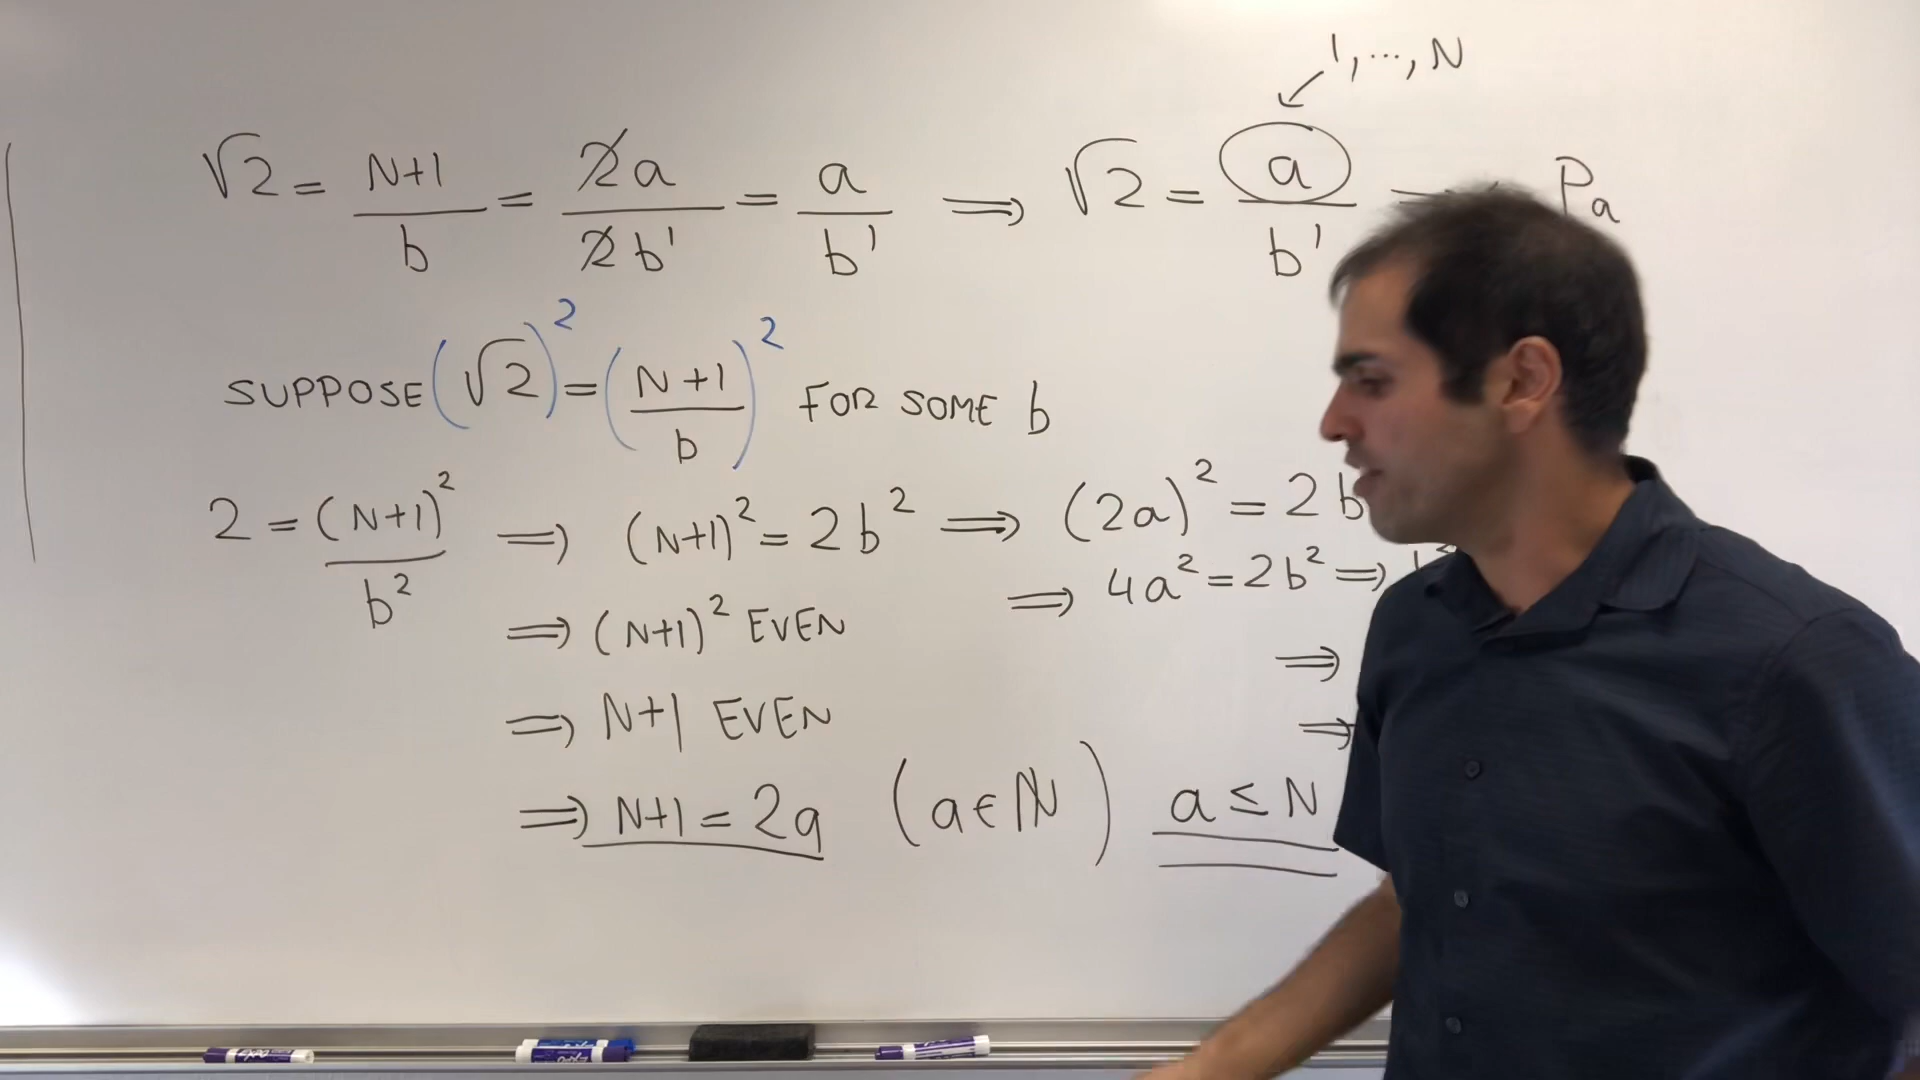 1, ..., N
√2 = N+1/b = 2a/2b' = a/b' ⟹ √2 = a/b' Pa
SUPPOSE (√2)² = (N+1/b)² FOR SOME b
2 = (N+1)²/b² ⟹ (N+1)² = 2b² ⟹ (2a)² = 2b
⟹ (N+1)² EVEN ⟹ 4a² = 2b² ⟹
⟹ N+1 EVEN
⟹ N+1 = 2a (a∈ℕ) a ≤ N